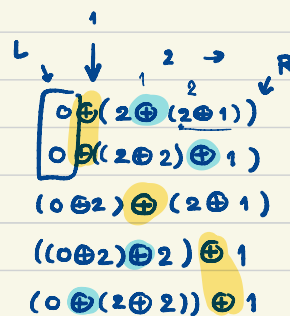 1
L 2 → R
1 2
0 ⊕ ( 2 ⊕ ( 2 ⊕ 1 ) )
0 ⊕ (( 2 ⊕ 2 ) ⊕ 1 )
( 0 ⊕ 2 ) ⊕ ( 2 ⊕ 1 )
(( 0 ⊕ 2 ) ⊕ 2 ) ⊕ 1
( 0 ⊕ ( 2 ⊕ 2 )) ⊕ 1